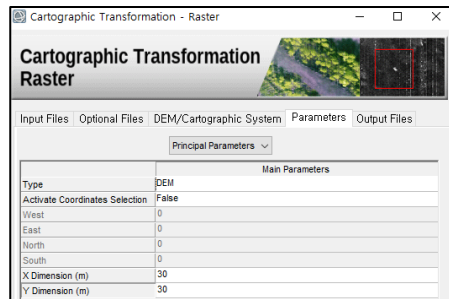 Cartographic Transformation - Raster
Cartographic Transformation
Raster
Input Files Optional Files DEM/Cartographic System Parameters Output Files
Principal Parameters
Main Parameters
Type DEM
Activate Coordinates Selection False
West 0
East 0
North 0
South 0
X Dimension (m) 30
Y Dimension (m) 30